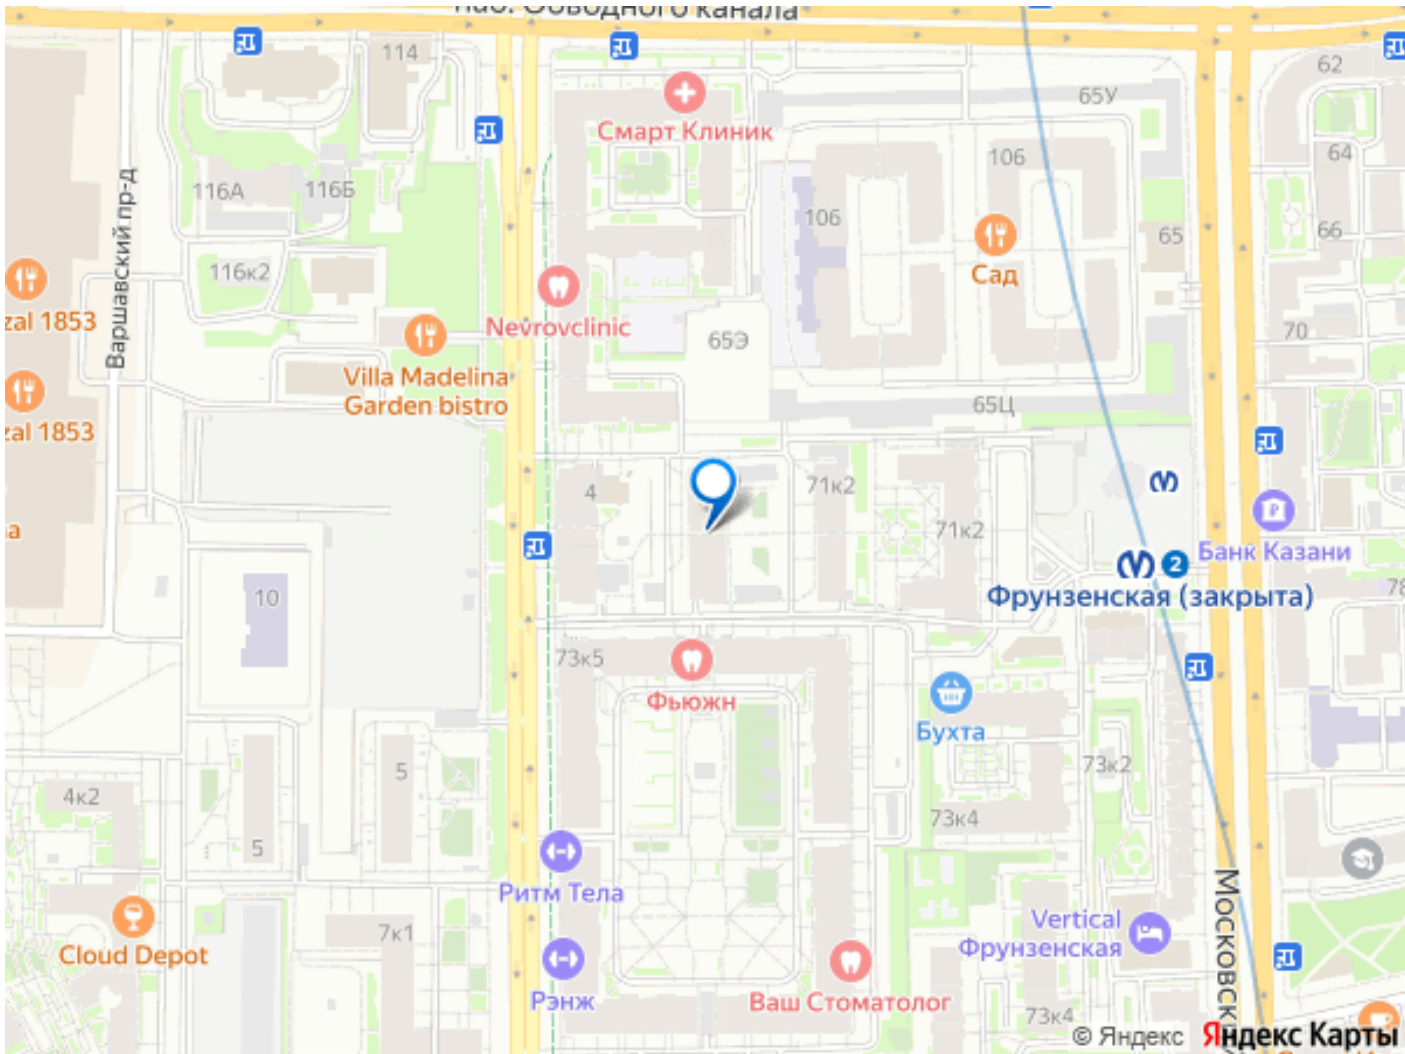 наб. Обводного канала
114
62
65У
Смарт Клиник
64
106
116А
116Б
106
65
66
Варшавский пр-д
116к2
Сад
zal 1853
Nevrovclinic
65Э
70
Villa Madelina
Garden bistro
65Ц
zal 1853
4
71к2
71к2
а
Банк Казани
2
Фрунзенская (закрыта)
78
10
73к5
Фьюжн
Бухта
73к2
5
4к2
73к4
5
Ритм Тела
Московск
Vertical
Фрунзенская
7к1
Cloud Depot
Рэнж
Ваш Стоматолог
73к4
© Яндекс Яндекс Карты